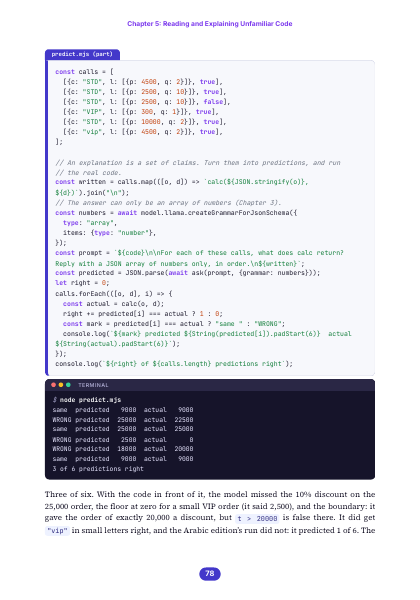 Chapter 5: Reading and Explaining Unfamiliar Code
predict.mjs (part)
const calls = [
  [{c: "STD", l: [{p: 4500, q: 2}]}, true],
  [{c: "STD", l: [{p: 2500, q: 10}]}, true],
  [{c: "STD", l: [{p: 2500, q: 10}]}, false],
  [{c: "VIP", l: [{p: 300, q: 1}]}, true],
  [{c: "STD", l: [{p: 10000, q: 2}]}, true],
  [{c: "vip", l: [{p: 4500, q: 2}]}, true],
];
// An explanation is a set of claims. Turn them into predictions, and run
// the real code.
const written = calls.map(([o, d]) => `calc(${JSON.stringify(o)},
${d})`).join("\n");
// The answer can only be an array of numbers (Chapter 3).
const numbers = await model.llama.createGrammarForJsonSchema({
  type: "array",
  items: {type: "number"},
});
const prompt = `${code}\n\nFor each of these calls, what does calc return?
Reply with a JSON array of numbers only, in order.\n${written}`;
const predicted = JSON.parse(await ask(prompt, {grammar: numbers}));
let right = 0;
calls.forEach(([o, d], i) => {
  const actual = calc(o, d);
  right += predicted[i] === actual ? 1 : 0;
  const mark = predicted[i] === actual ? "same " : "WRONG";
  console.log(`${mark} predicted ${String(predicted[i]).padStart(6)}  actual
${String(actual).padStart(6)}`);
});
console.log(`${right} of ${calls.length} predictions right`);
TERMINAL
$ node predict.mjs
same  predicted   9000  actual   9000
WRONG predicted  25000  actual  22500
same  predicted  25000  actual  25000
WRONG predicted   2500  actual      0
WRONG predicted  18000  actual  20000
same  predicted   9000  actual   9000
3 of 6 predictions right
Three of six. With the code in front of it, the model missed the 10% discount on the
25,000 order, the floor at zero for a small VIP order (it said 2,500), and the boundary: it
gave the order of exactly 20,000 a discount, but t > 20000 is false there. It did get
"vip" in small letters right, and the Arabic edition's run did not: it predicted 1 of 6. The
78